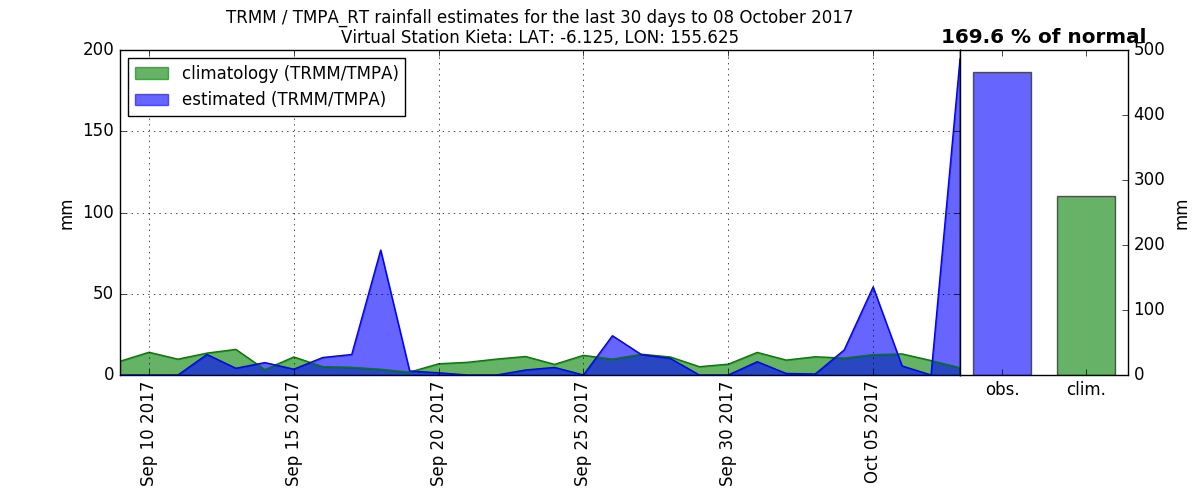 TRMM / TMPA_RT rainfall estimates for the last 30 days to 08 October 2017
Virtual Station Kieta: LAT: -6.125, LON: 155.625
169.6 % of normal
climatology (TRMM/TMPA)
estimated (TRMM/TMPA)
200
150
100
50
0
mm
Sep 10 2017
Sep 15 2017
Sep 20 2017
Sep 25 2017
Sep 30 2017
Oct 05 2017
obs.
clim.
500
400
300
200
100
0
mm